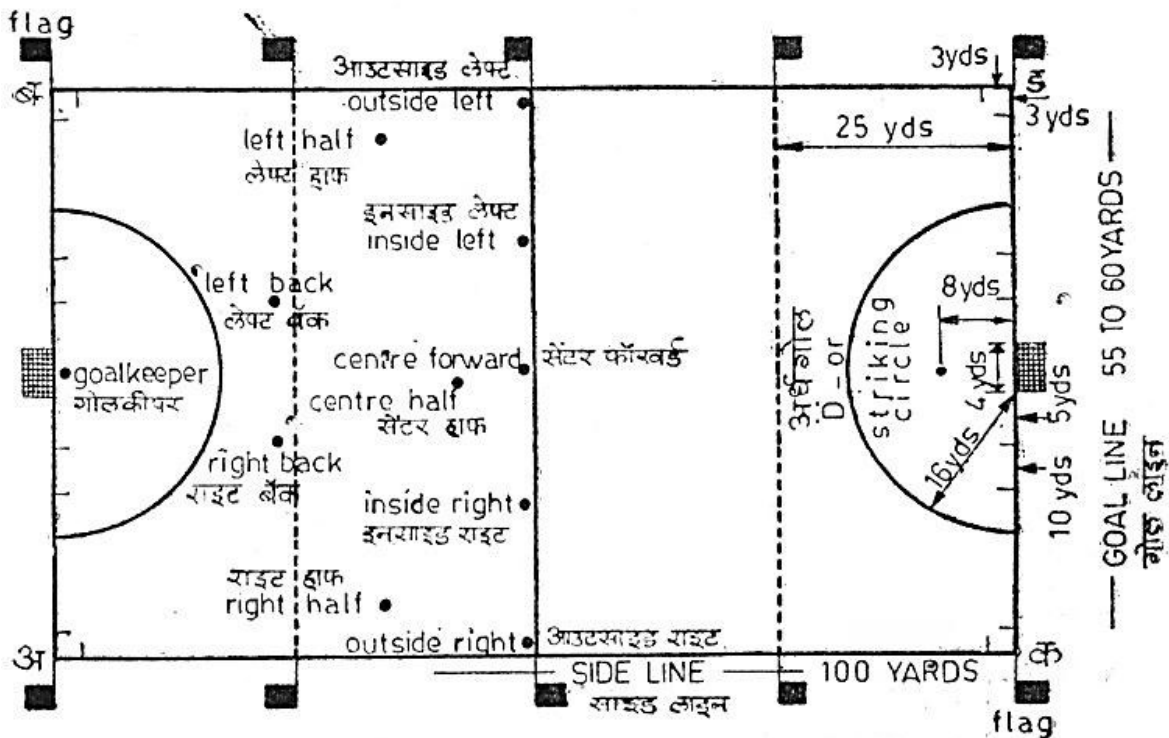 flag
ब
आउटसाइड लेफ्ट
outside left
left half
लेफ्ट हाफ
इनसाइड लेफ्ट
inside left
left back
लेफ्ट बॅक
centre forward
सेंटर फॉरवर्ड
goalkeeper
गोलकीपर
centre half
सेंटर हाफ
right back
राइट बॅक
inside right
इनसाइड राइट
राइट हाफ
right half
outside right
आउटसाइड राइट
अ
3yds
ड
3yds
25 yds
8yds
अर्धगोल
D-or
striking
circle
4yds
16yds
5yds
10 yds
GOAL LINE 55 TO 60 YARDS
क
SIDE LINE 100 YARDS
साइड लाइन
flag